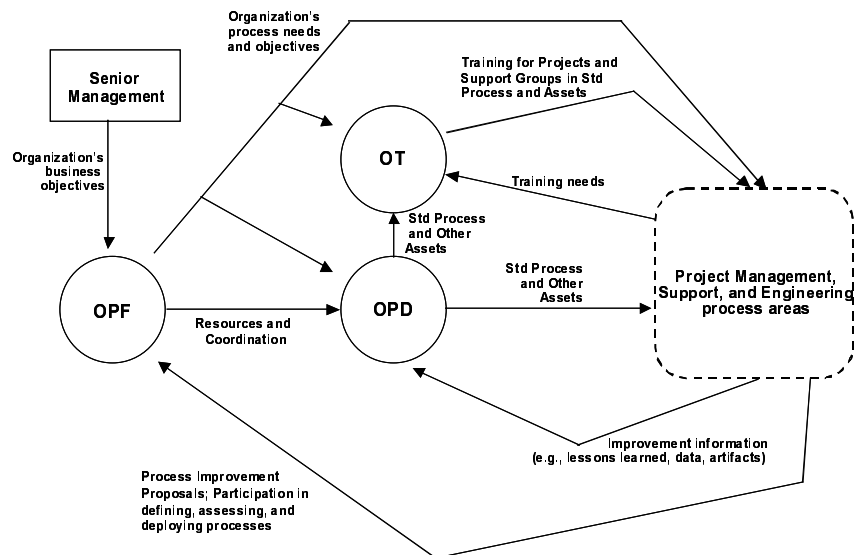 Organization's
process needs
and objectives
Senior
Management
Training for Projects and
Support Groups in Std
Process and Assets
Organization's
business
objectives
OT
Training needs
Std Process
and Other
Assets
Std Process
and Other
Assets
Project Management,
Support, and Engineering
process areas
OPF
OPD
Resources and
Coordination
Improvement information
(e.g., lessons learned, data, artifacts)
Process Improvement
Proposals; Participation in
defining, assessing, and
deploying processes